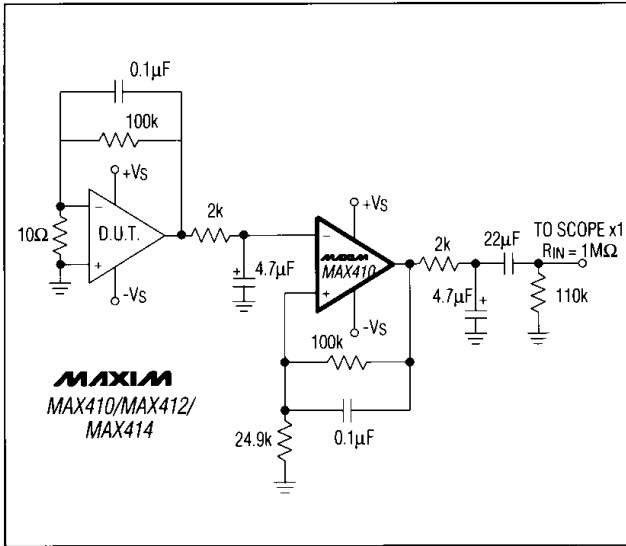 0.1µF
100k
+VS
−
D.U.T.
10Ω
+
-VS
2k
+
4.7µF
+VS
−
MAXIM
MAX410
+
-VS
2k
22µF
TO SCOPE x1
RIN = 1MΩ
4.7µF
+
110k
100k
0.1µF
24.9k
MAXIM
MAX410/MAX412/
MAX414